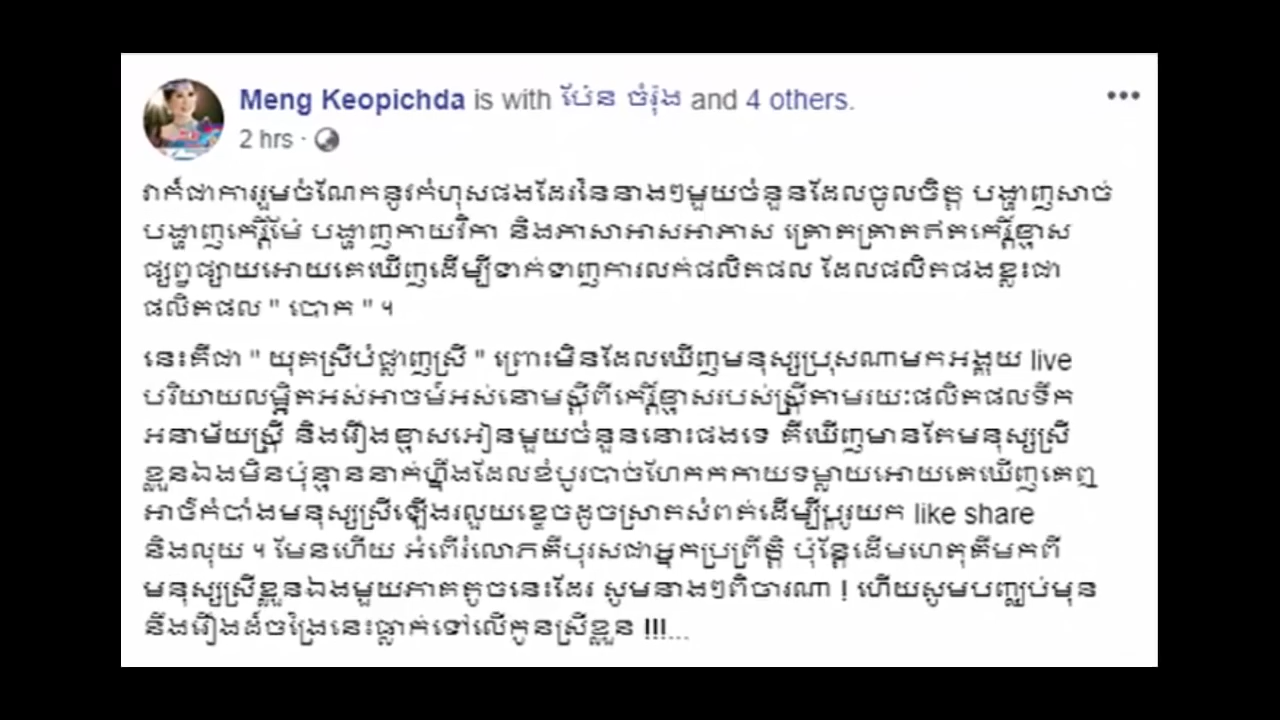 Meng Keopichda is with ប៉ែន ចំរ៉ុង and 4 others.
2 hrs ·
វាក៏ជាការរួមចំណែកនូវកំហុសផងដែរនៃនាងៗមួយចំនួនដែលចូលចិត្ត បង្ហាញសាច់
បង្ហាញកេរ្តិ៍ម៉ែ បង្ហាញកាយវិកា និងភាសាអាសអាភាស គ្រោតគ្រាតឥតកេរ្តិ៍ខ្មាស
ផ្សព្វផ្សាយអោយគេឃើញដើម្បីទាក់ទាញការលក់ផលិតផល ដែលផលិតផងខ្លះជា
ផលិតផល " បោក " ។
នេះគឺជា " យុគស្រីបំផ្លាញស្រី " ព្រោះមិនដែលឃើញមនុស្សប្រុសណាមកអង្គុយ live
បរិយាយលម្អិតអស់អាចម៍អស់នោមស្តីពីកេរ្តិ៍ខ្មាសរបស់ស្ត្រីតាមរយៈផលិតផលទឹក
អនាម័យស្ត្រី និងរឿងខ្មាសអៀនមួយចំនួននោះផងទេ គឺឃើញមានតែមនុស្សស្រី
ខ្លួនឯងមិនប៉ុន្មាននាក់ហ្នឹងដែលខំបូរបាច់ហែកកកាយទម្លាយអោយគេឃើញគេឮ
អាថ៌កំបាំងមនុស្សស្រីឡើងរលួយខ្ទេចដូចស្រាតសំពត់ដើម្បីប្តូរយក like share
និងលុយ ។ មែនហើយ អំពើរំលោភគឺបុរសជាអ្នកប្រព្រឹត្តិ ប៉ុន្តែដើមហេតុគឺមកពី
មនុស្សស្រីខ្លួនឯងមួយភាគតូចនេះដែរ សូមនាងៗពិចារណា ! ហើយសូមបញ្ឈប់មុន
នឹងរឿងដ៏ចង្រៃនេះធ្លាក់ទៅលើកូនស្រីខ្លួន !!!...